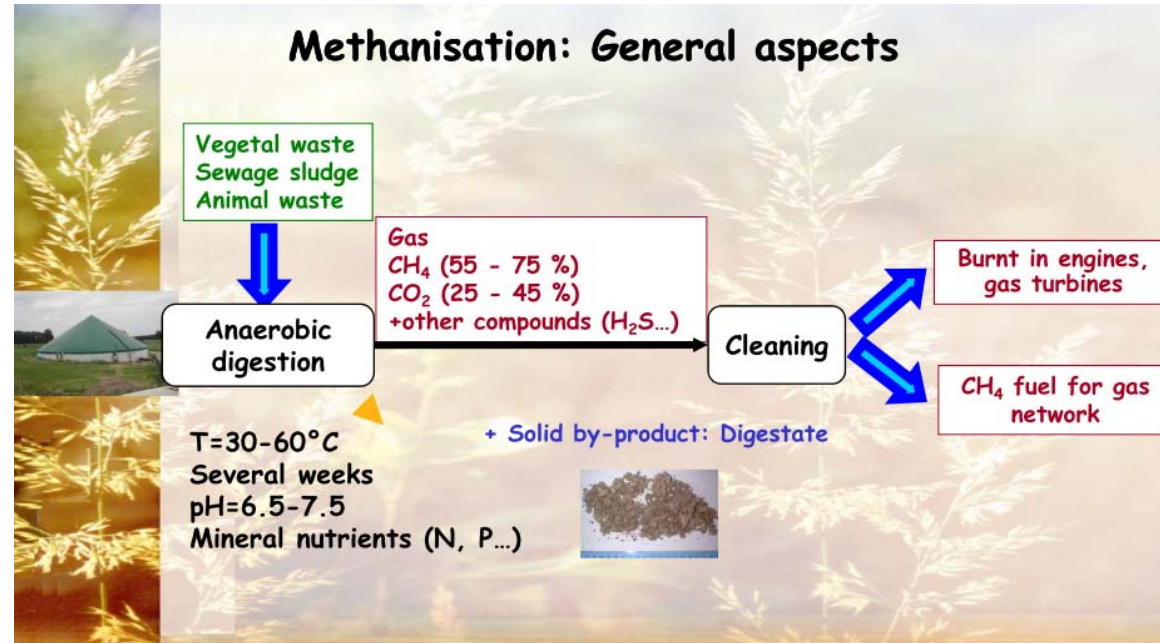 Methanisation: General aspects
Vegetal waste
Sewage sludge
Animal waste
Gas
CH₄ (55 - 75 %)
CO₂ (25 - 45 %)
+other compounds (H₂S…)
Anaerobic
digestion
Cleaning
Burnt in engines,
gas turbines
CH₄ fuel for gas
network
T=30-60°C
Several weeks
pH=6.5-7.5
Mineral nutrients (N, P…)
+ Solid by-product: Digestate